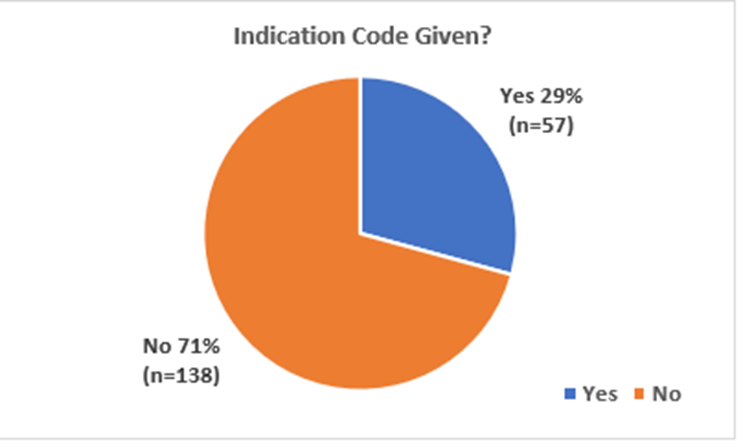 Indication Code Given?
Yes 29%
(n=57)
No 71%
(n=138)
Yes No